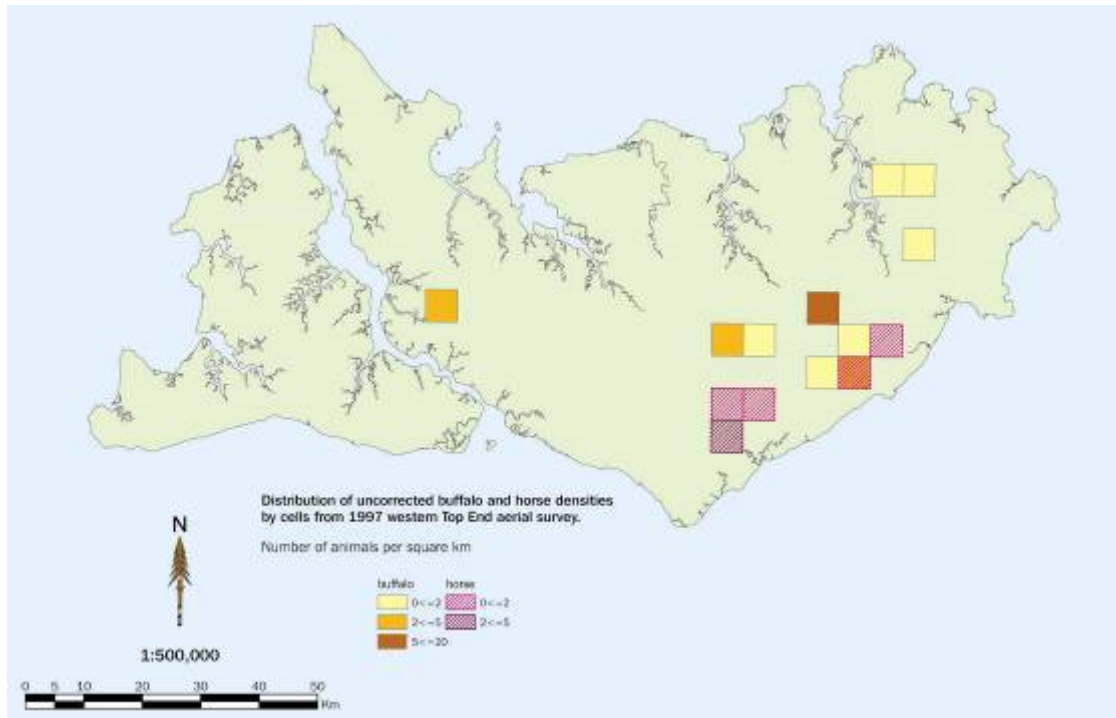 Distribution of uncorrected buffalo and horse densities
by cells from 1997 western Top End aerial survey.
Number of animals per square km
N
buffalo horse
0<=2 0<=2
2<=5 2<=5
5<=20
1:500,000
0 5 10 20 30 40 50
Km